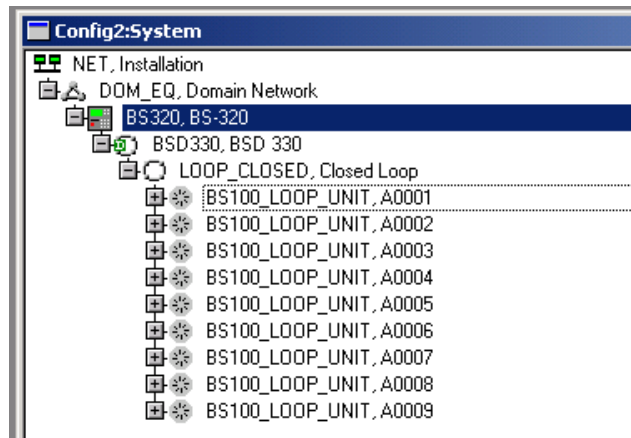 Config2:System
NET, Installation
DOM_EQ, Domain Network
BS320, BS-320
BSD330, BSD 330
LOOP_CLOSED, Closed Loop
BS100_LOOP_UNIT, A0001
BS100_LOOP_UNIT, A0002
BS100_LOOP_UNIT, A0003
BS100_LOOP_UNIT, A0004
BS100_LOOP_UNIT, A0005
BS100_LOOP_UNIT, A0006
BS100_LOOP_UNIT, A0007
BS100_LOOP_UNIT, A0008
BS100_LOOP_UNIT, A0009